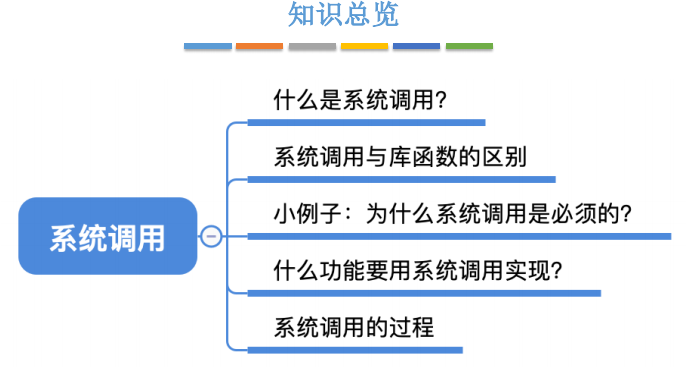 知识总览
什么是系统调用？
系统调用与库函数的区别
小例子：为什么系统调用是必须的？
系统调用
什么功能要用系统调用实现？
系统调用的过程